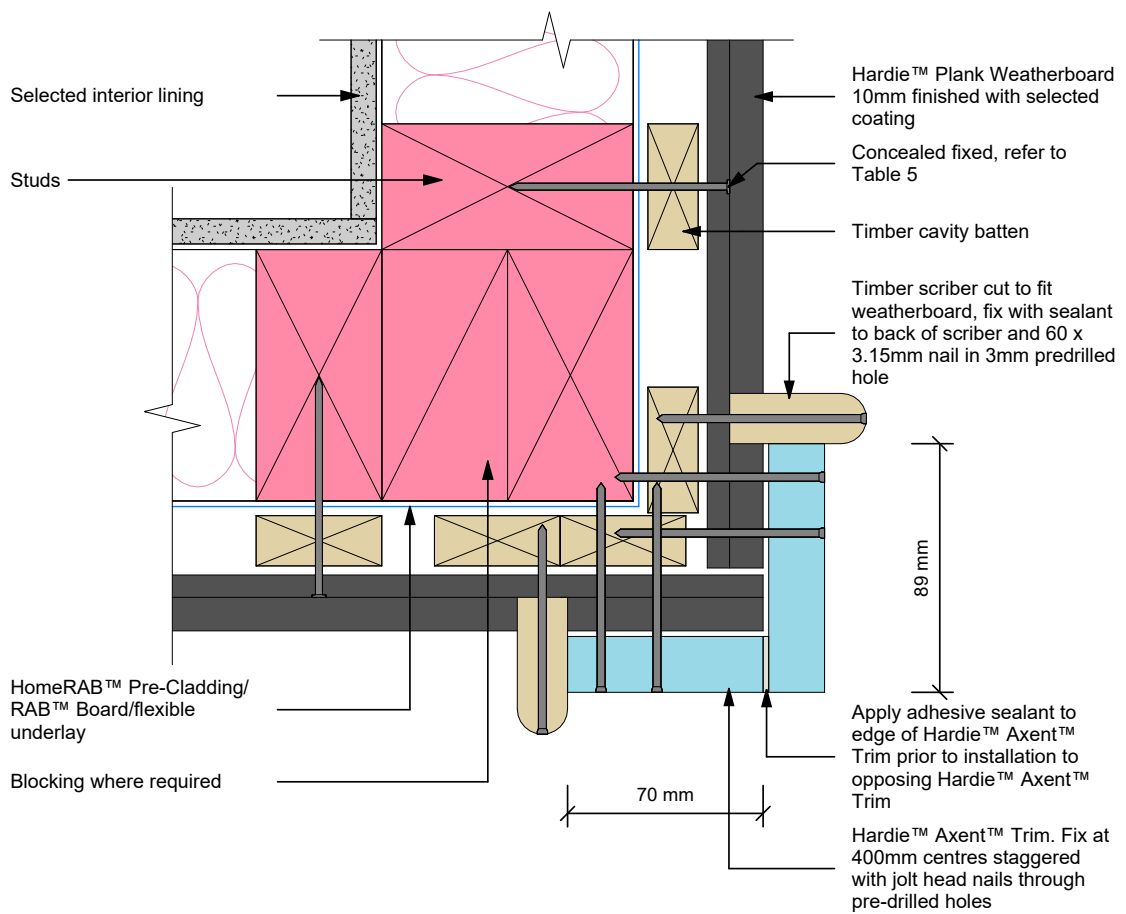 Selected interior lining
Studs
HomeRAB™ Pre-Cladding/
RAB™ Board/flexible
underlay
Blocking where required
Hardie™ Plank Weatherboard
10mm finished with selected
coating
Concealed fixed, refer to
Table 5
Timber cavity batten
Timber scriber cut to fit
weatherboard, fix with sealant
to back of scriber and 60 x
3.15mm nail in 3mm predrilled
hole
89 mm
Apply adhesive sealant to
edge of Hardie™ Axent™
Trim prior to installation to
opposing Hardie™ Axent™
Trim
70 mm
Hardie™ Axent™ Trim. Fix at
400mm centres staggered
with jolt head nails through
pre-drilled holes